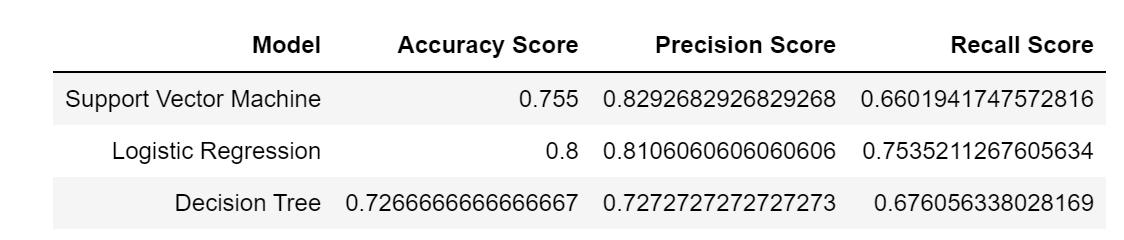 Model Accuracy Score Precision Score Recall Score
Support Vector Machine 0.755 0.8292682926829268 0.6601941747572816
Logistic Regression 0.8 0.8106060606060606 0.7535211267605634
Decision Tree 0.7266666666666667 0.7272727272727273 0.676056338028169